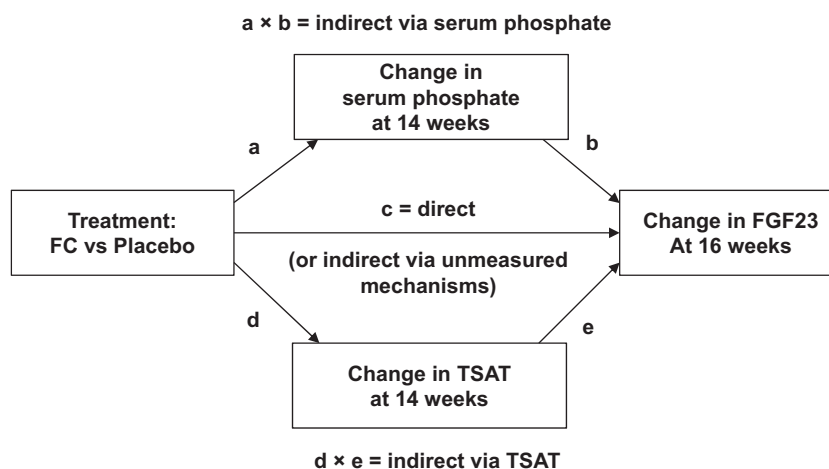 a × b = indirect via serum phosphate
Change in
serum phosphate
at 14 weeks
a
b
Treatment:
FC vs Placebo
c = direct
(or indirect via unmeasured
mechanisms)
Change in FGF23
At 16 weeks
d
e
Change in TSAT
at 14 weeks
d × e = indirect via TSAT